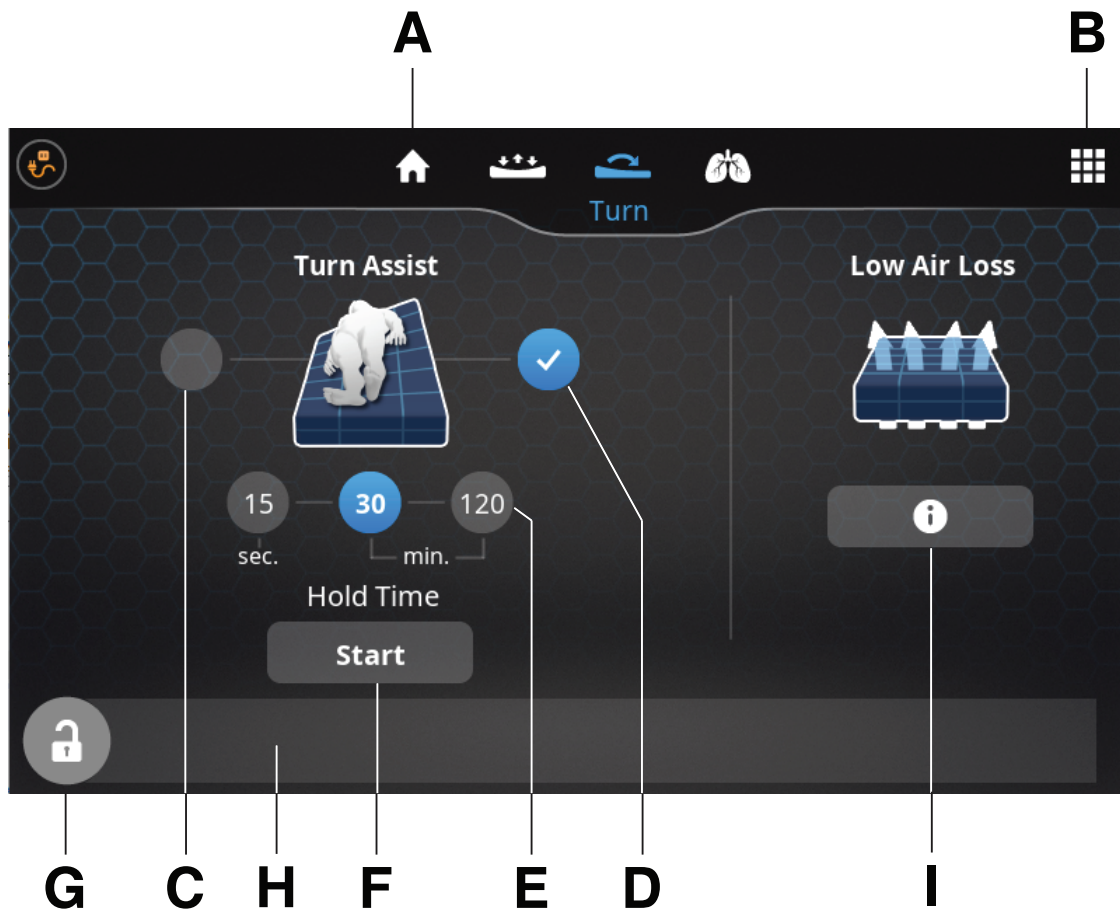 A B
Turn
Turn Assist Low Air Loss
15 30 120
sec. min.
Hold Time
Start
G C H F E D I